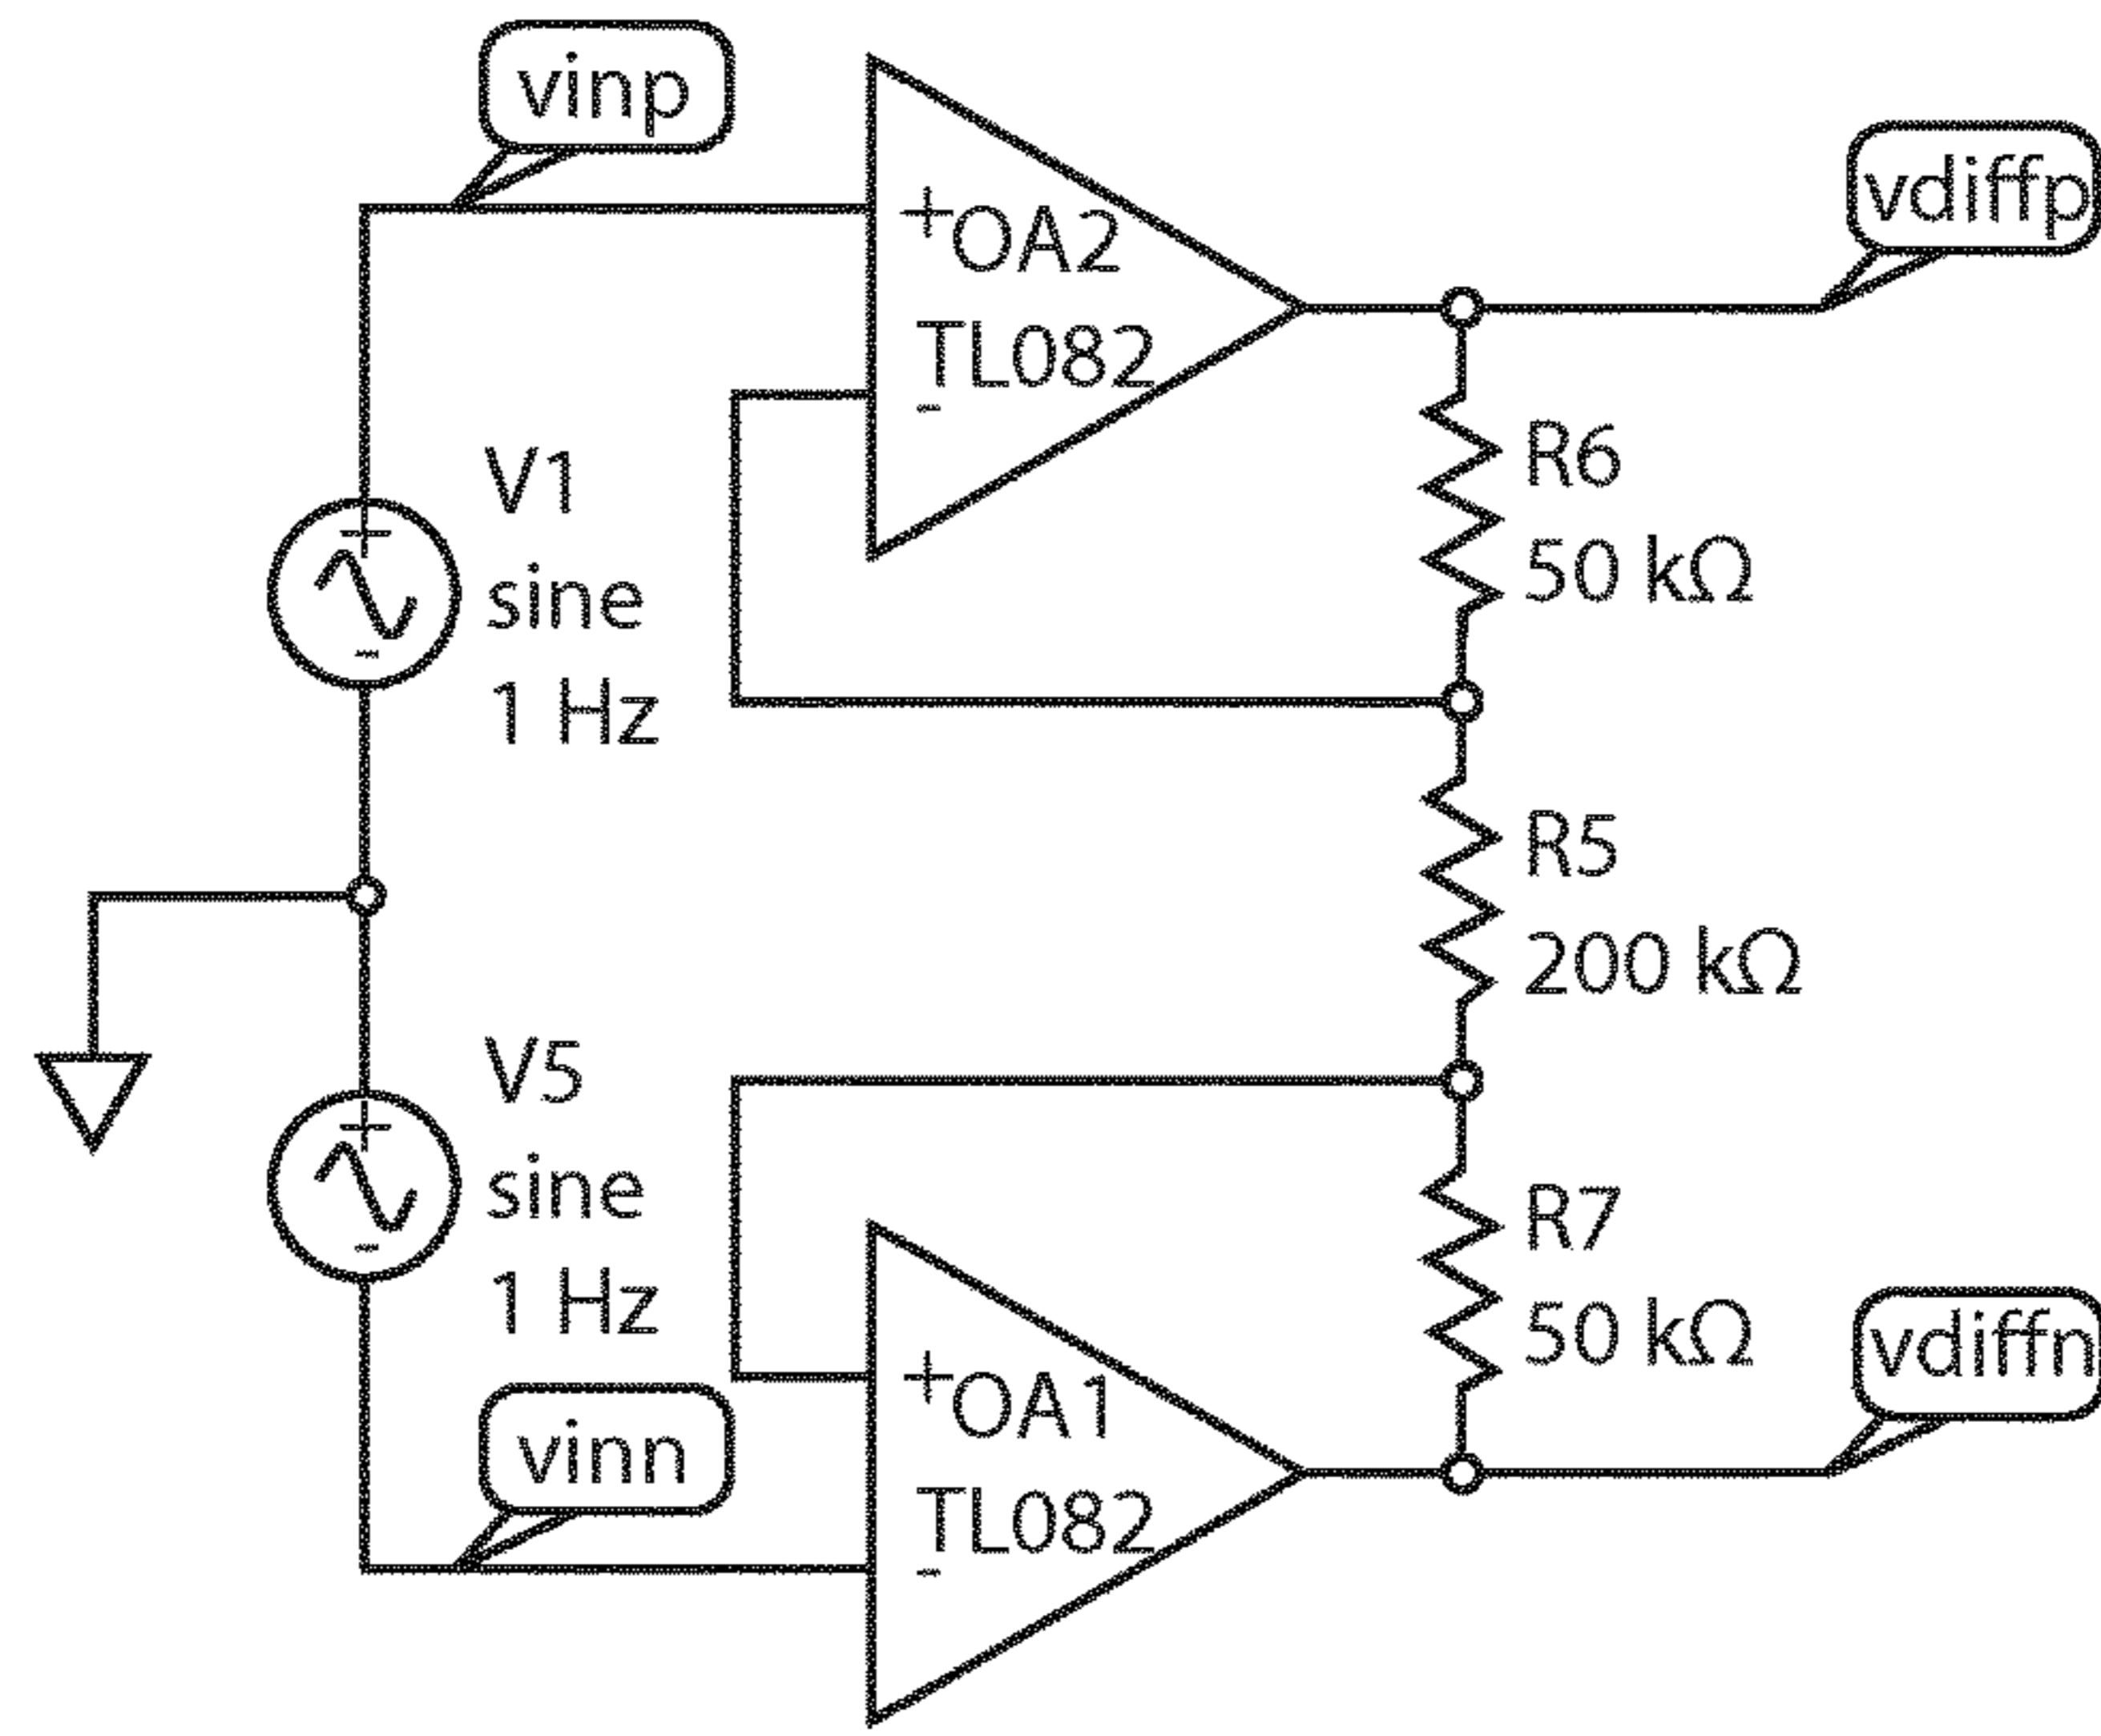 vinp
+
OA2
TL082
-
vdiffp
R6
50 kΩ
V1
sine
1 Hz
+
-
R5
200 kΩ
V5
sine
1 Hz
+
-
R7
50 kΩ
vinn
+
OA1
TL082
-
vdiffn